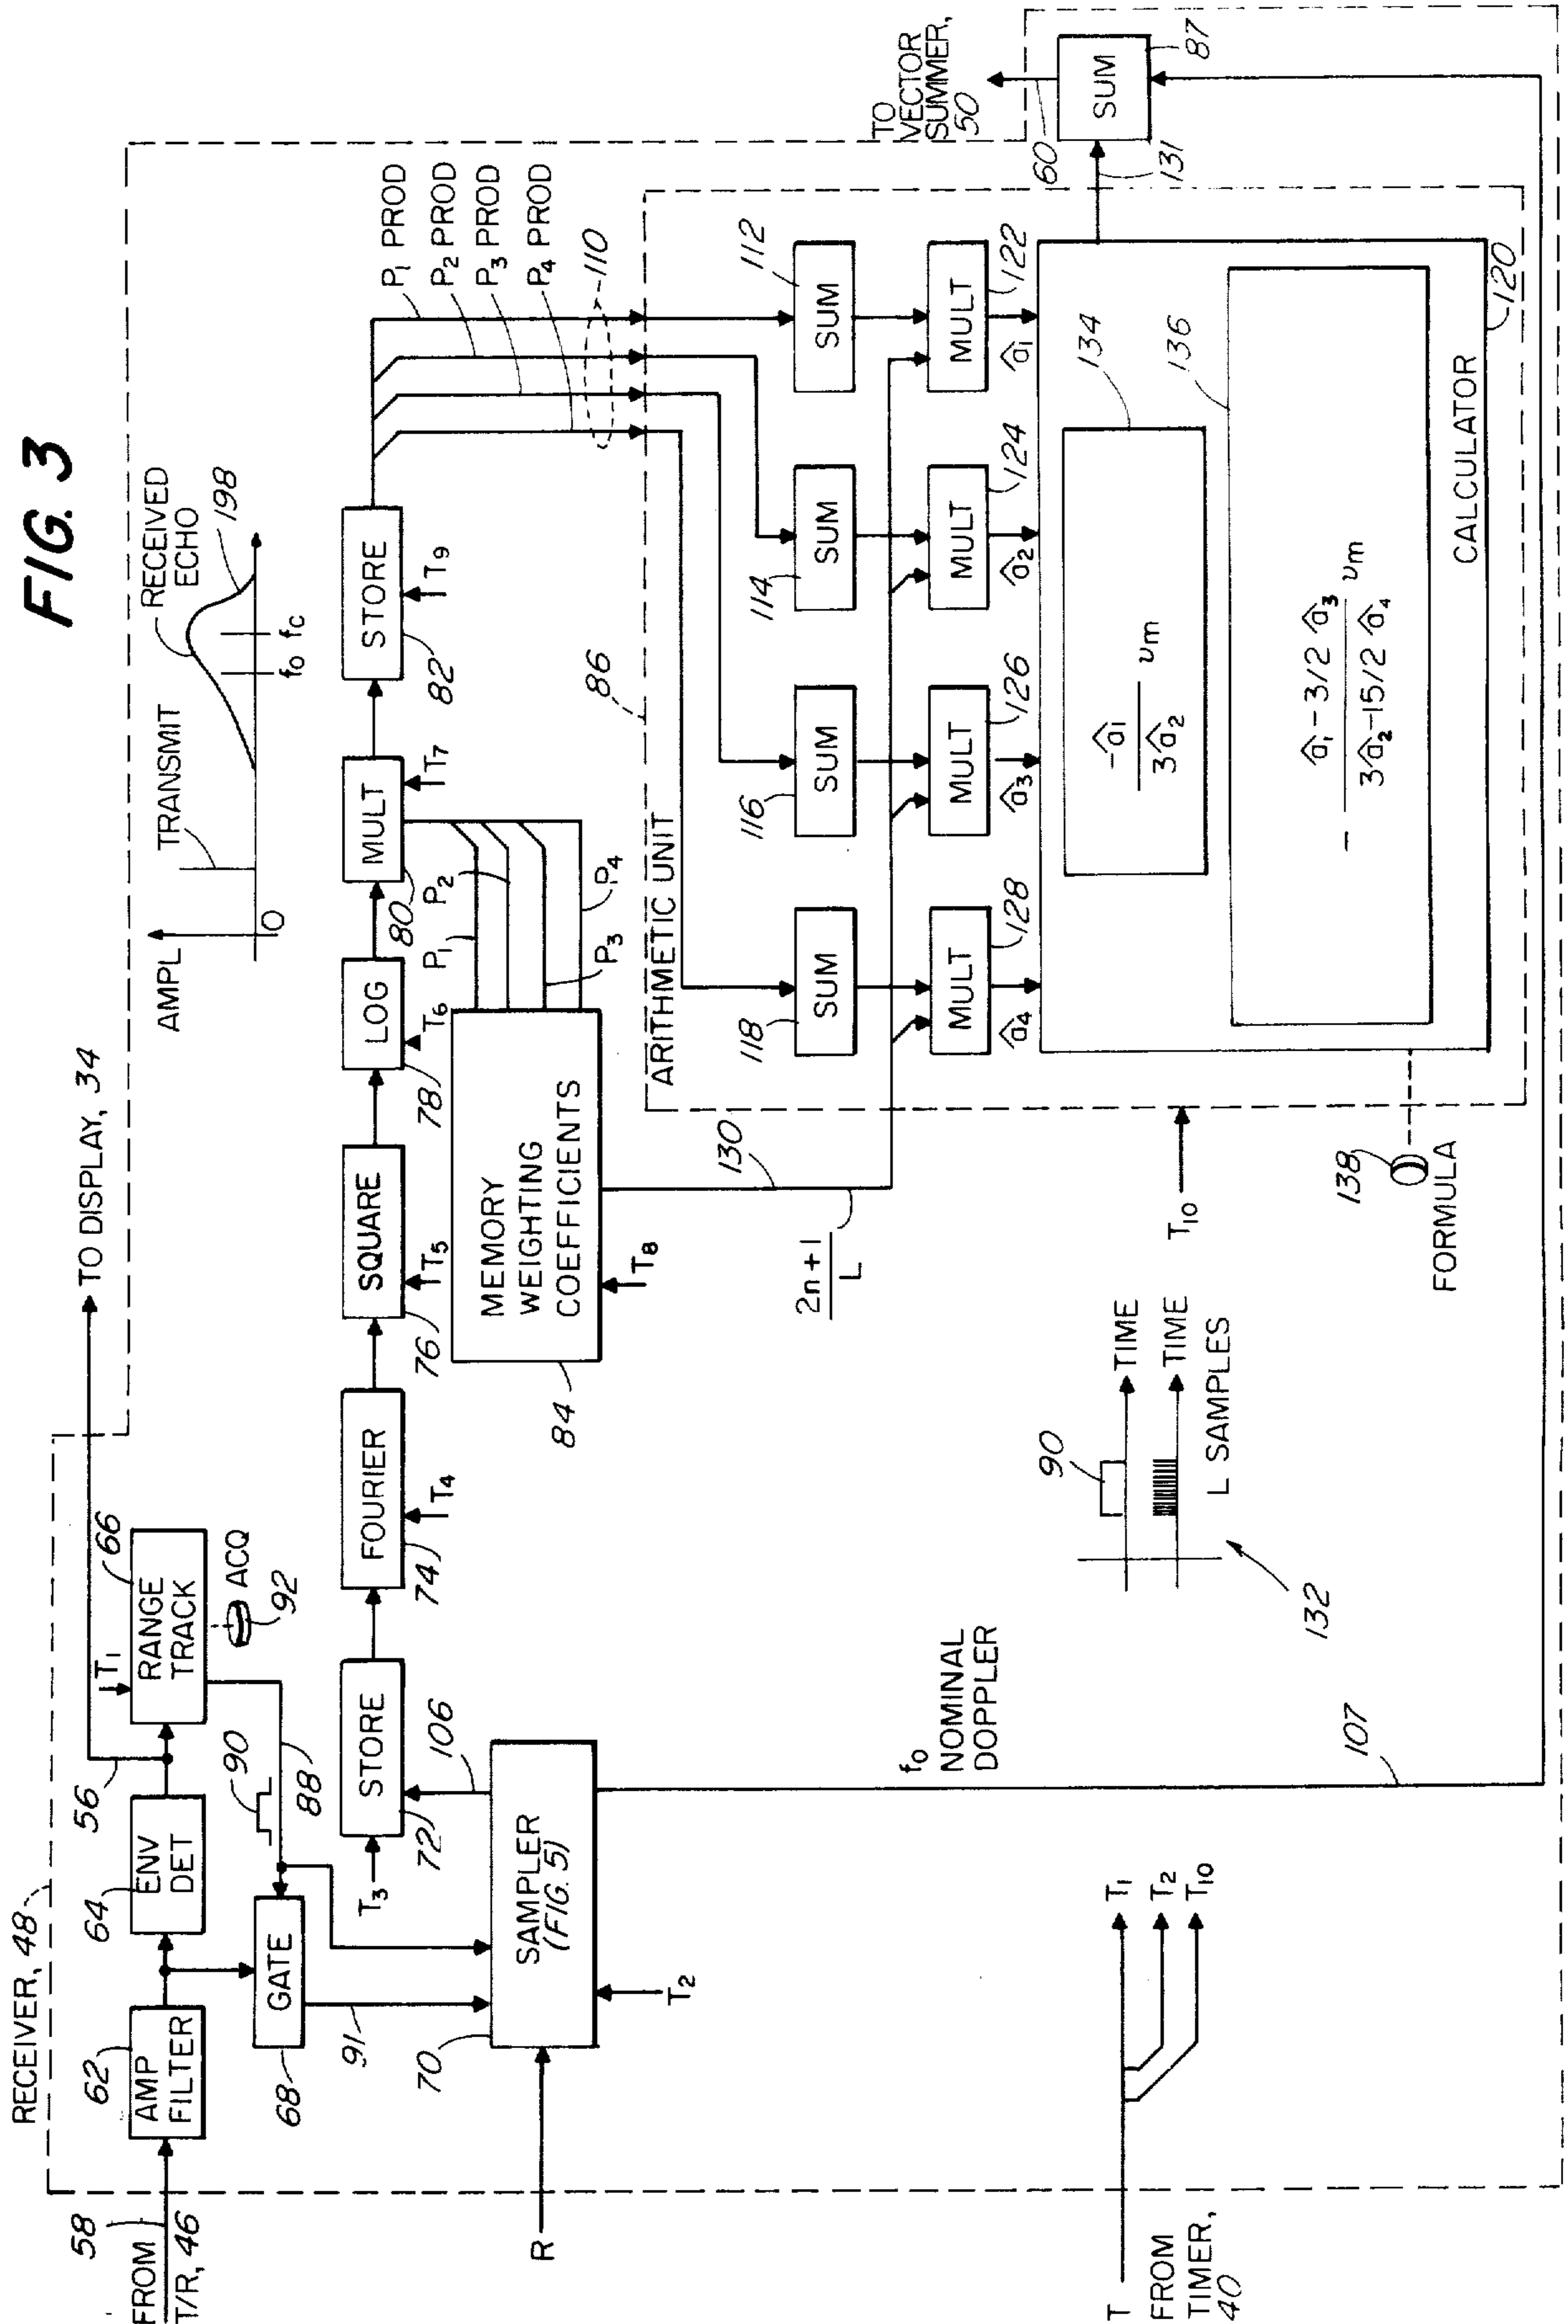 FIG. 3
RECEIVER, 48
58
FROM
T/R, 46
62
AMP
FILTER
64
ENV
DET
56
TO DISPLAY, 34
T1
66
RANGE
TRACK
ACQ
92
90
88
GATE
68
91
AMPL
0
TRANSMIT
RECEIVED
ECHO
198
fo
fc
T3
STORE
72
106
FOURIER
74
T4
SQUARE
76
T5
LOG
78
T6
MULT
80
T7
STORE
82
T9
R
70
SAMPLER
(FIG. 5)
T2
MEMORY
WEIGHTING
COEFFICIENTS
84
T8
P1
P2
P3
P4
P1 PROD
P2 PROD
P3 PROD
P4 PROD
110
86
ARITHMETIC UNIT
130
2n+1
L
118
SUM
116
SUM
114
SUM
112
SUM
MULT
128
MULT
126
MULT
124
MULT
122
â4
â3
â2
â1
134
-â1
3â2
υm
136
- â1 - 3/2 â3
3â2 - 15/2 â4
υm
CALCULATOR
120
138
FORMULA
T10
TO
VECTOR
SUMMER,
50
60
131
SUM
87
fo
NOMINAL
DOPPLER
107
90
TIME
TIME
L SAMPLES
132
T
FROM
TIMER,
40
T1
T2
T10